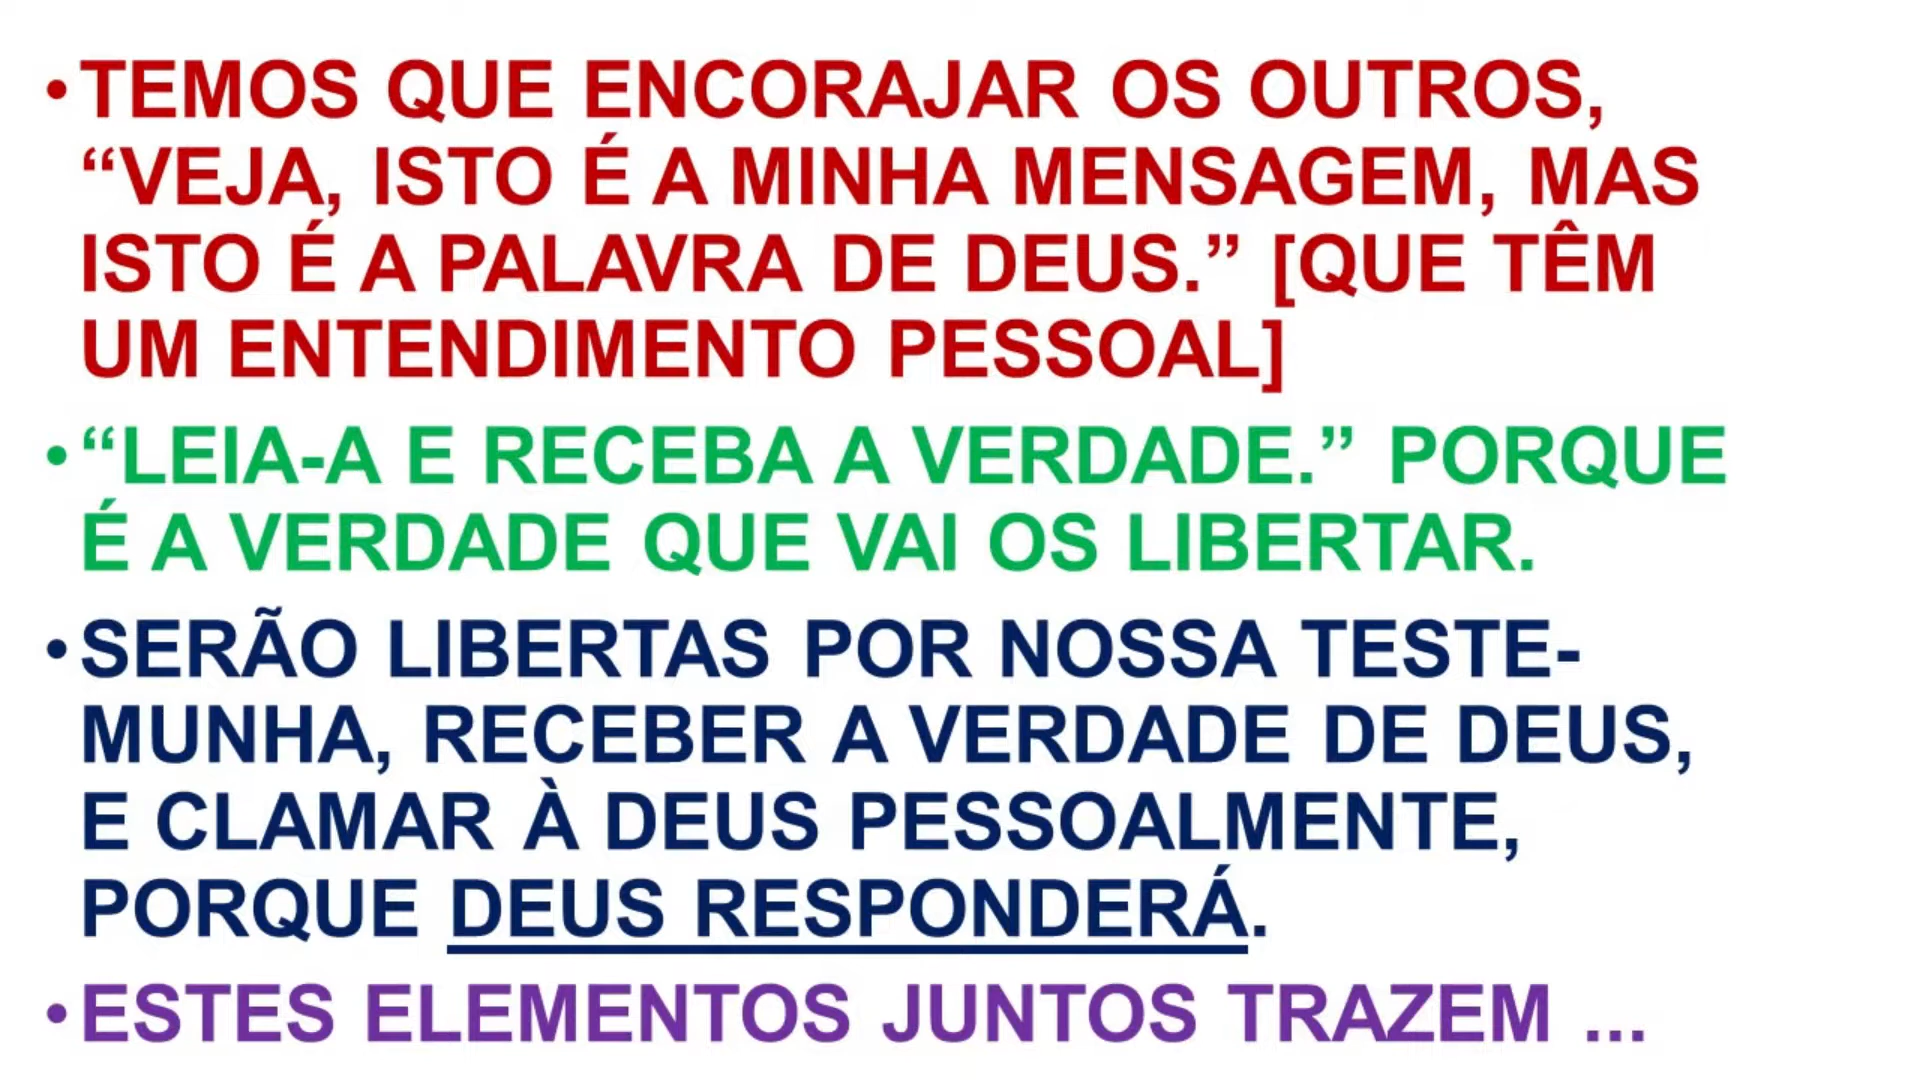 • TEMOS QUE ENCORAJAR OS OUTROS,
“VEJA, ISTO É A MINHA MENSAGEM, MAS
ISTO É A PALAVRA DE DEUS.” [QUE TÊM
UM ENTENDIMENTO PESSOAL]
• “LEIA-A E RECEBA A VERDADE.” PORQUE
É A VERDADE QUE VAI OS LIBERTAR.
• SERÃO LIBERTAS POR NOSSA TESTE-
MUNHA, RECEBER A VERDADE DE DEUS,
E CLAMAR À DEUS PESSOALMENTE,
PORQUE DEUS RESPONDERÁ.
• ESTES ELEMENTOS JUNTOS TRAZEM ...